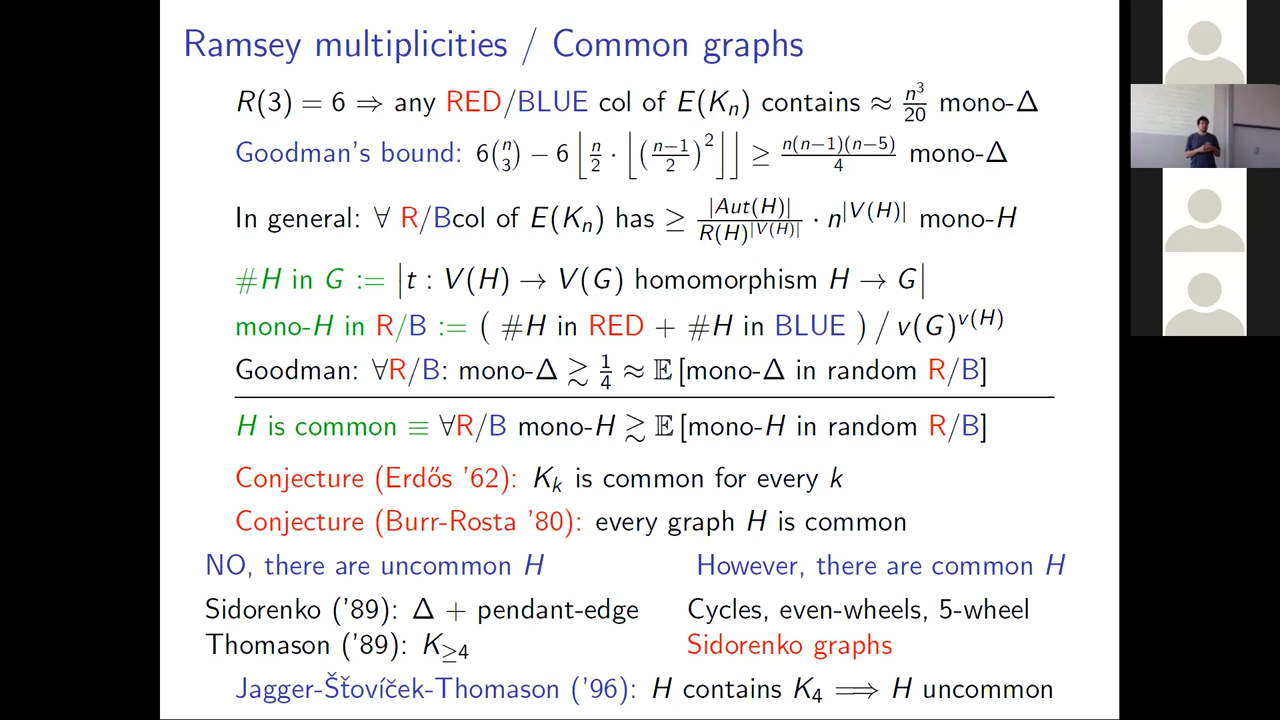 Ramsey multiplicities / Common graphs
R(3) = 6 ⇒ any RED/BLUE col of E(Kₙ) contains ≈ n³/20 mono-Δ
Goodman's bound: 6(n choose 3) − 6⌊n/2 · ⌊((n−1)/2)²⌋⌋ ≥ n(n−1)(n−5)/4 mono-Δ
In general: ∀ R/Bcol of E(Kₙ) has ≥ |Aut(H)|/R(H)^|V(H)| · n^|V(H)| mono-H
#H in G := |t : V(H) → V(G) homomorphism H → G|
mono-H in R/B := ( #H in RED + #H in BLUE ) / v(G)^v(H)
Goodman: ∀R/B: mono-Δ ≳ 1/4 ≈ 𝔼 [mono-Δ in random R/B]
H is common ≡ ∀R/B mono-H ≳ 𝔼 [mono-H in random R/B]
Conjecture (Erdős '62): Kₖ is common for every k
Conjecture (Burr-Rosta '80): every graph H is common
NO, there are uncommon H
However, there are common H
Sidorenko ('89): Δ + pendant-edge
Cycles, even-wheels, 5-wheel
Thomason ('89): K≥4
Sidorenko graphs
Jagger-Šťovíček-Thomason ('96): H contains K₄ ⟹ H uncommon